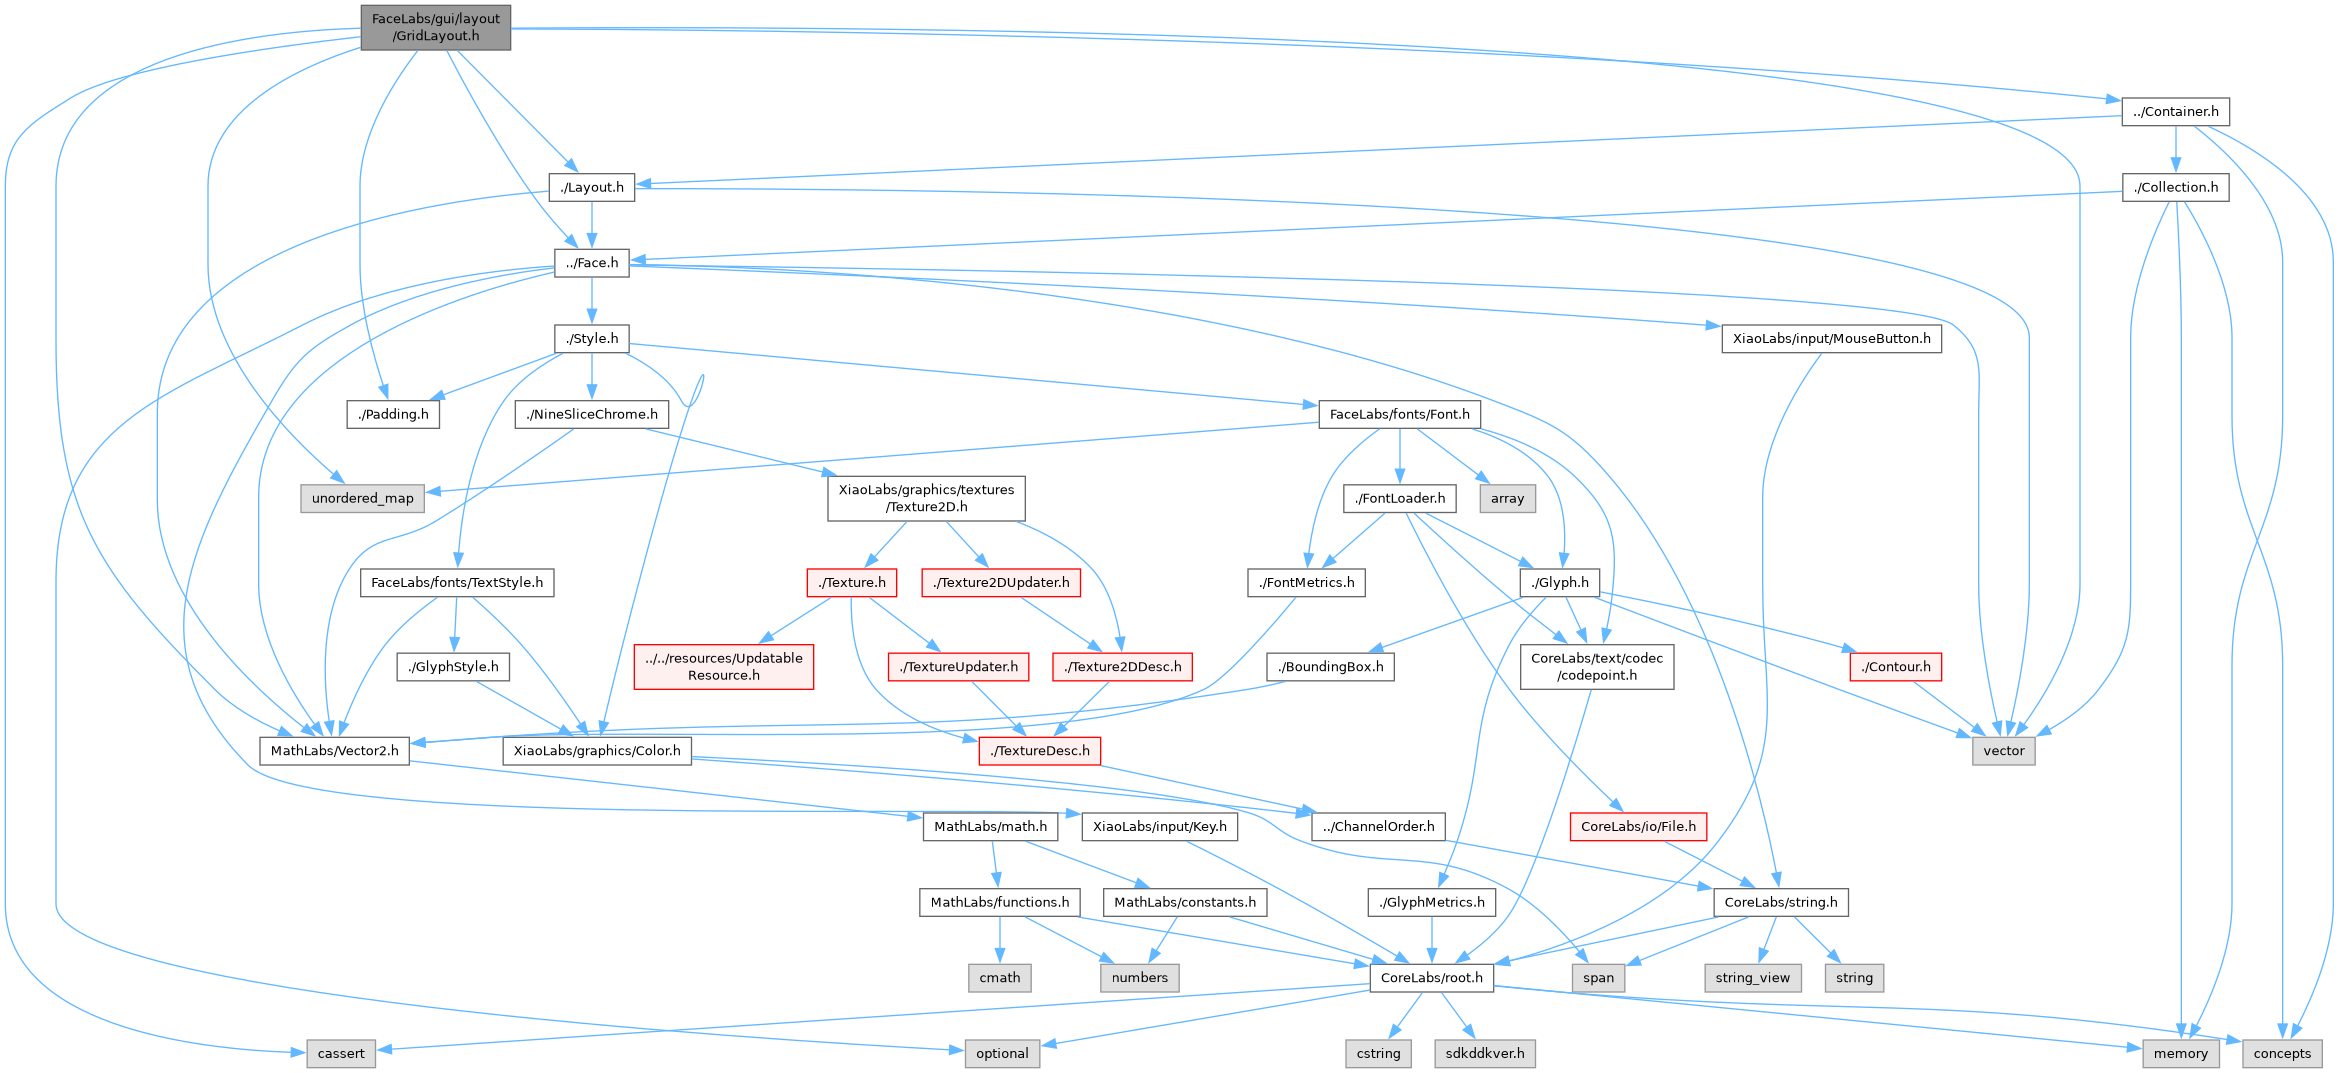 FaceLabs/gui/layout
/GridLayout.h
../Container.h
./Layout.h
./Collection.h
../Face.h
./Style.h
XiaoLabs/input/MouseButton.h
./Padding.h
./NineSliceChrome.h
FaceLabs/fonts/Font.h
unordered_map
XiaoLabs/graphics/textures
/Texture2D.h
./FontLoader.h
array
FaceLabs/fonts/TextStyle.h
./Texture.h
./Texture2DUpdater.h
./FontMetrics.h
./Glyph.h
./GlyphStyle.h
../../resources/Updatable
Resource.h
./TextureUpdater.h
./Texture2DDesc.h
./BoundingBox.h
CoreLabs/text/codec
/codepoint.h
./Contour.h
MathLabs/Vector2.h
XiaoLabs/graphics/Color.h
./TextureDesc.h
vector
MathLabs/math.h
XiaoLabs/input/Key.h
../ChannelOrder.h
CoreLabs/io/File.h
MathLabs/functions.h
MathLabs/constants.h
./GlyphMetrics.h
CoreLabs/string.h
cmath
numbers
CoreLabs/root.h
span
string_view
string
cassert
optional
cstring
sdkddkver.h
memory
concepts